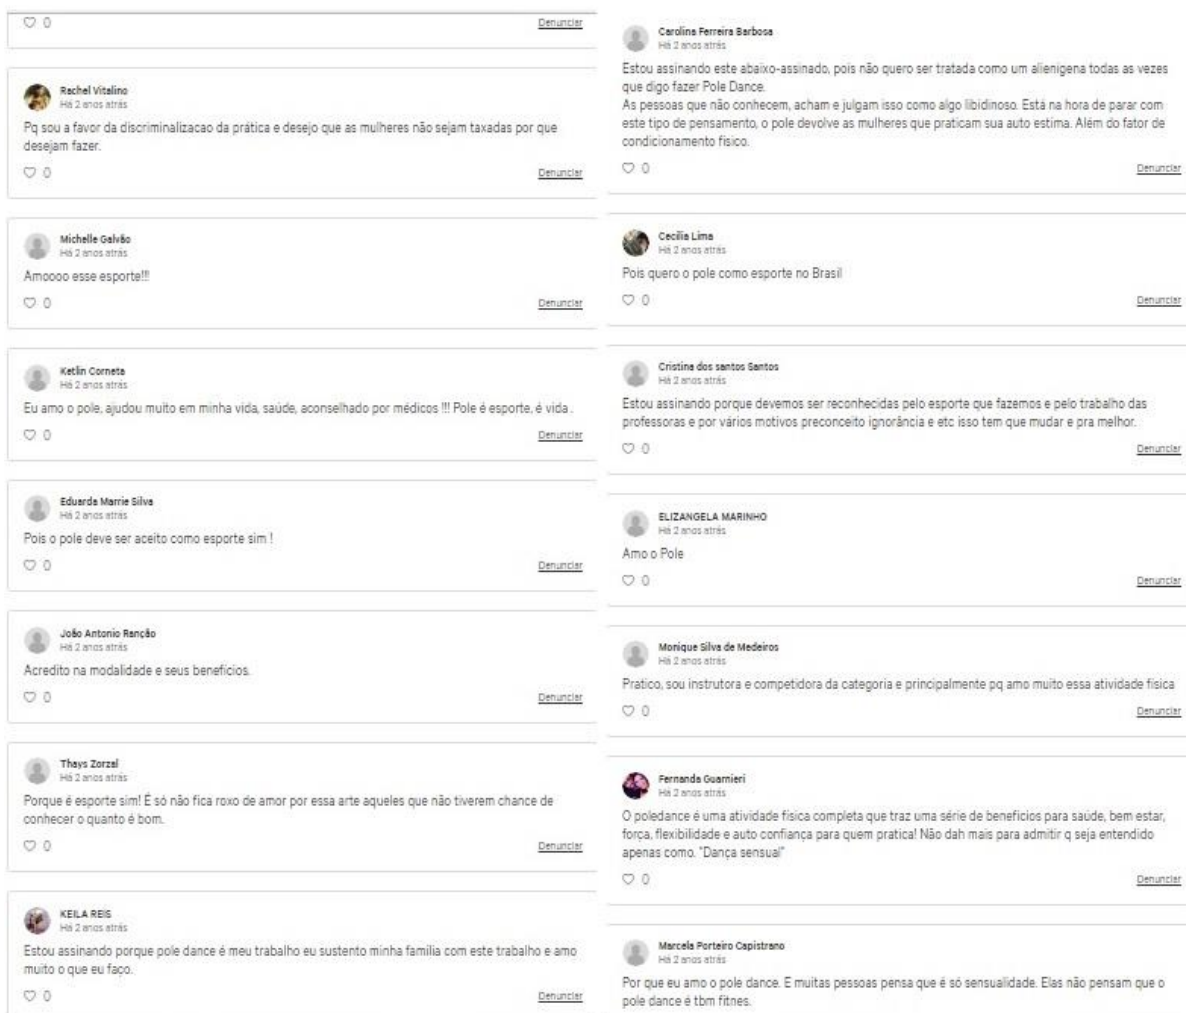 0
Denunciar
Rachel Vitalino
Há 2 anos atrás
Pq sou a favor da discriminalizacao da prática e desejo que as mulheres não sejam taxadas por que
desejam fazer.
0
Denunciar
Michelle Galvão
Há 2 anos atrás
Amoooo esse esporte!!!
0
Denunciar
Ketlin Corneta
Há 2 anos atrás
Eu amo o pole, ajudou muito em minha vida, saúde, aconselhado por médicos !!! Pole é esporte, é vida .
0
Denunciar
Eduarda Marrie Silva
Há 2 anos atrás
Pois o pole deve ser aceito como esporte sim !
0
Denunciar
João Antonio Ranção
Há 2 anos atrás
Acredito na modalidade e seus benefícios.
0
Denunciar
Thays Zorzal
Há 2 anos atrás
Porque é esporte sim! É só não fica roxo de amor por essa arte aqueles que não tiverem chance de
conhecer o quanto é bom.
0
Denunciar
KEILA REIS
Há 2 anos atrás
Estou assinando porque pole dance é meu trabalho eu sustento minha família com este trabalho e amo
muito o que eu faço.
0
Denunciar
Carolina Ferreira Barbosa
Há 2 anos atrás
Estou assinando este abaixo-assinado, pois não quero ser tratada como um alienígena todas as vezes
que digo fazer Pole Dance.
As pessoas que não conhecem, acham e julgam isso como algo libidinoso. Está na hora de parar com
este tipo de pensamento, o pole devolve as mulheres que praticam sua auto estima. Além do fator de
condicionamento físico.
0
Denunciar
Cecília Lima
Há 2 anos atrás
Pois quero o pole como esporte no Brasil
0
Denunciar
Cristina dos santos Santos
Há 2 anos atrás
Estou assinando porque devemos ser reconhecidas pelo esporte que fazemos e pelo trabalho das
professoras e por vários motivos preconceito ignorância e etc isso tem que mudar e pra melhor.
0
Denunciar
ELIZANGELA MARINHO
Há 2 anos atrás
Amo o Pole
0
Denunciar
Monique Silva de Medeiros
Há 2 anos atrás
Pratico, sou instrutora e competidora da categoria e principalmente pq amo muito essa atividade física
0
Denunciar
Fernanda Guarnieri
Há 2 anos atrás
O poledance é uma atividade física completa que traz uma série de benefícios para saúde, bem estar,
força, flexibilidade e auto confiança para quem pratica! Não dah mais para admitir q seja entendido
apenas como. "Dança sensual"
0
Denunciar
Marcela Porteiro Capistrano
Há 2 anos atrás
Por que eu amo o pole dance. E muitas pessoas pensa que é só sensualidade. Elas não pensam que o
pole dance é tbm fitnes.